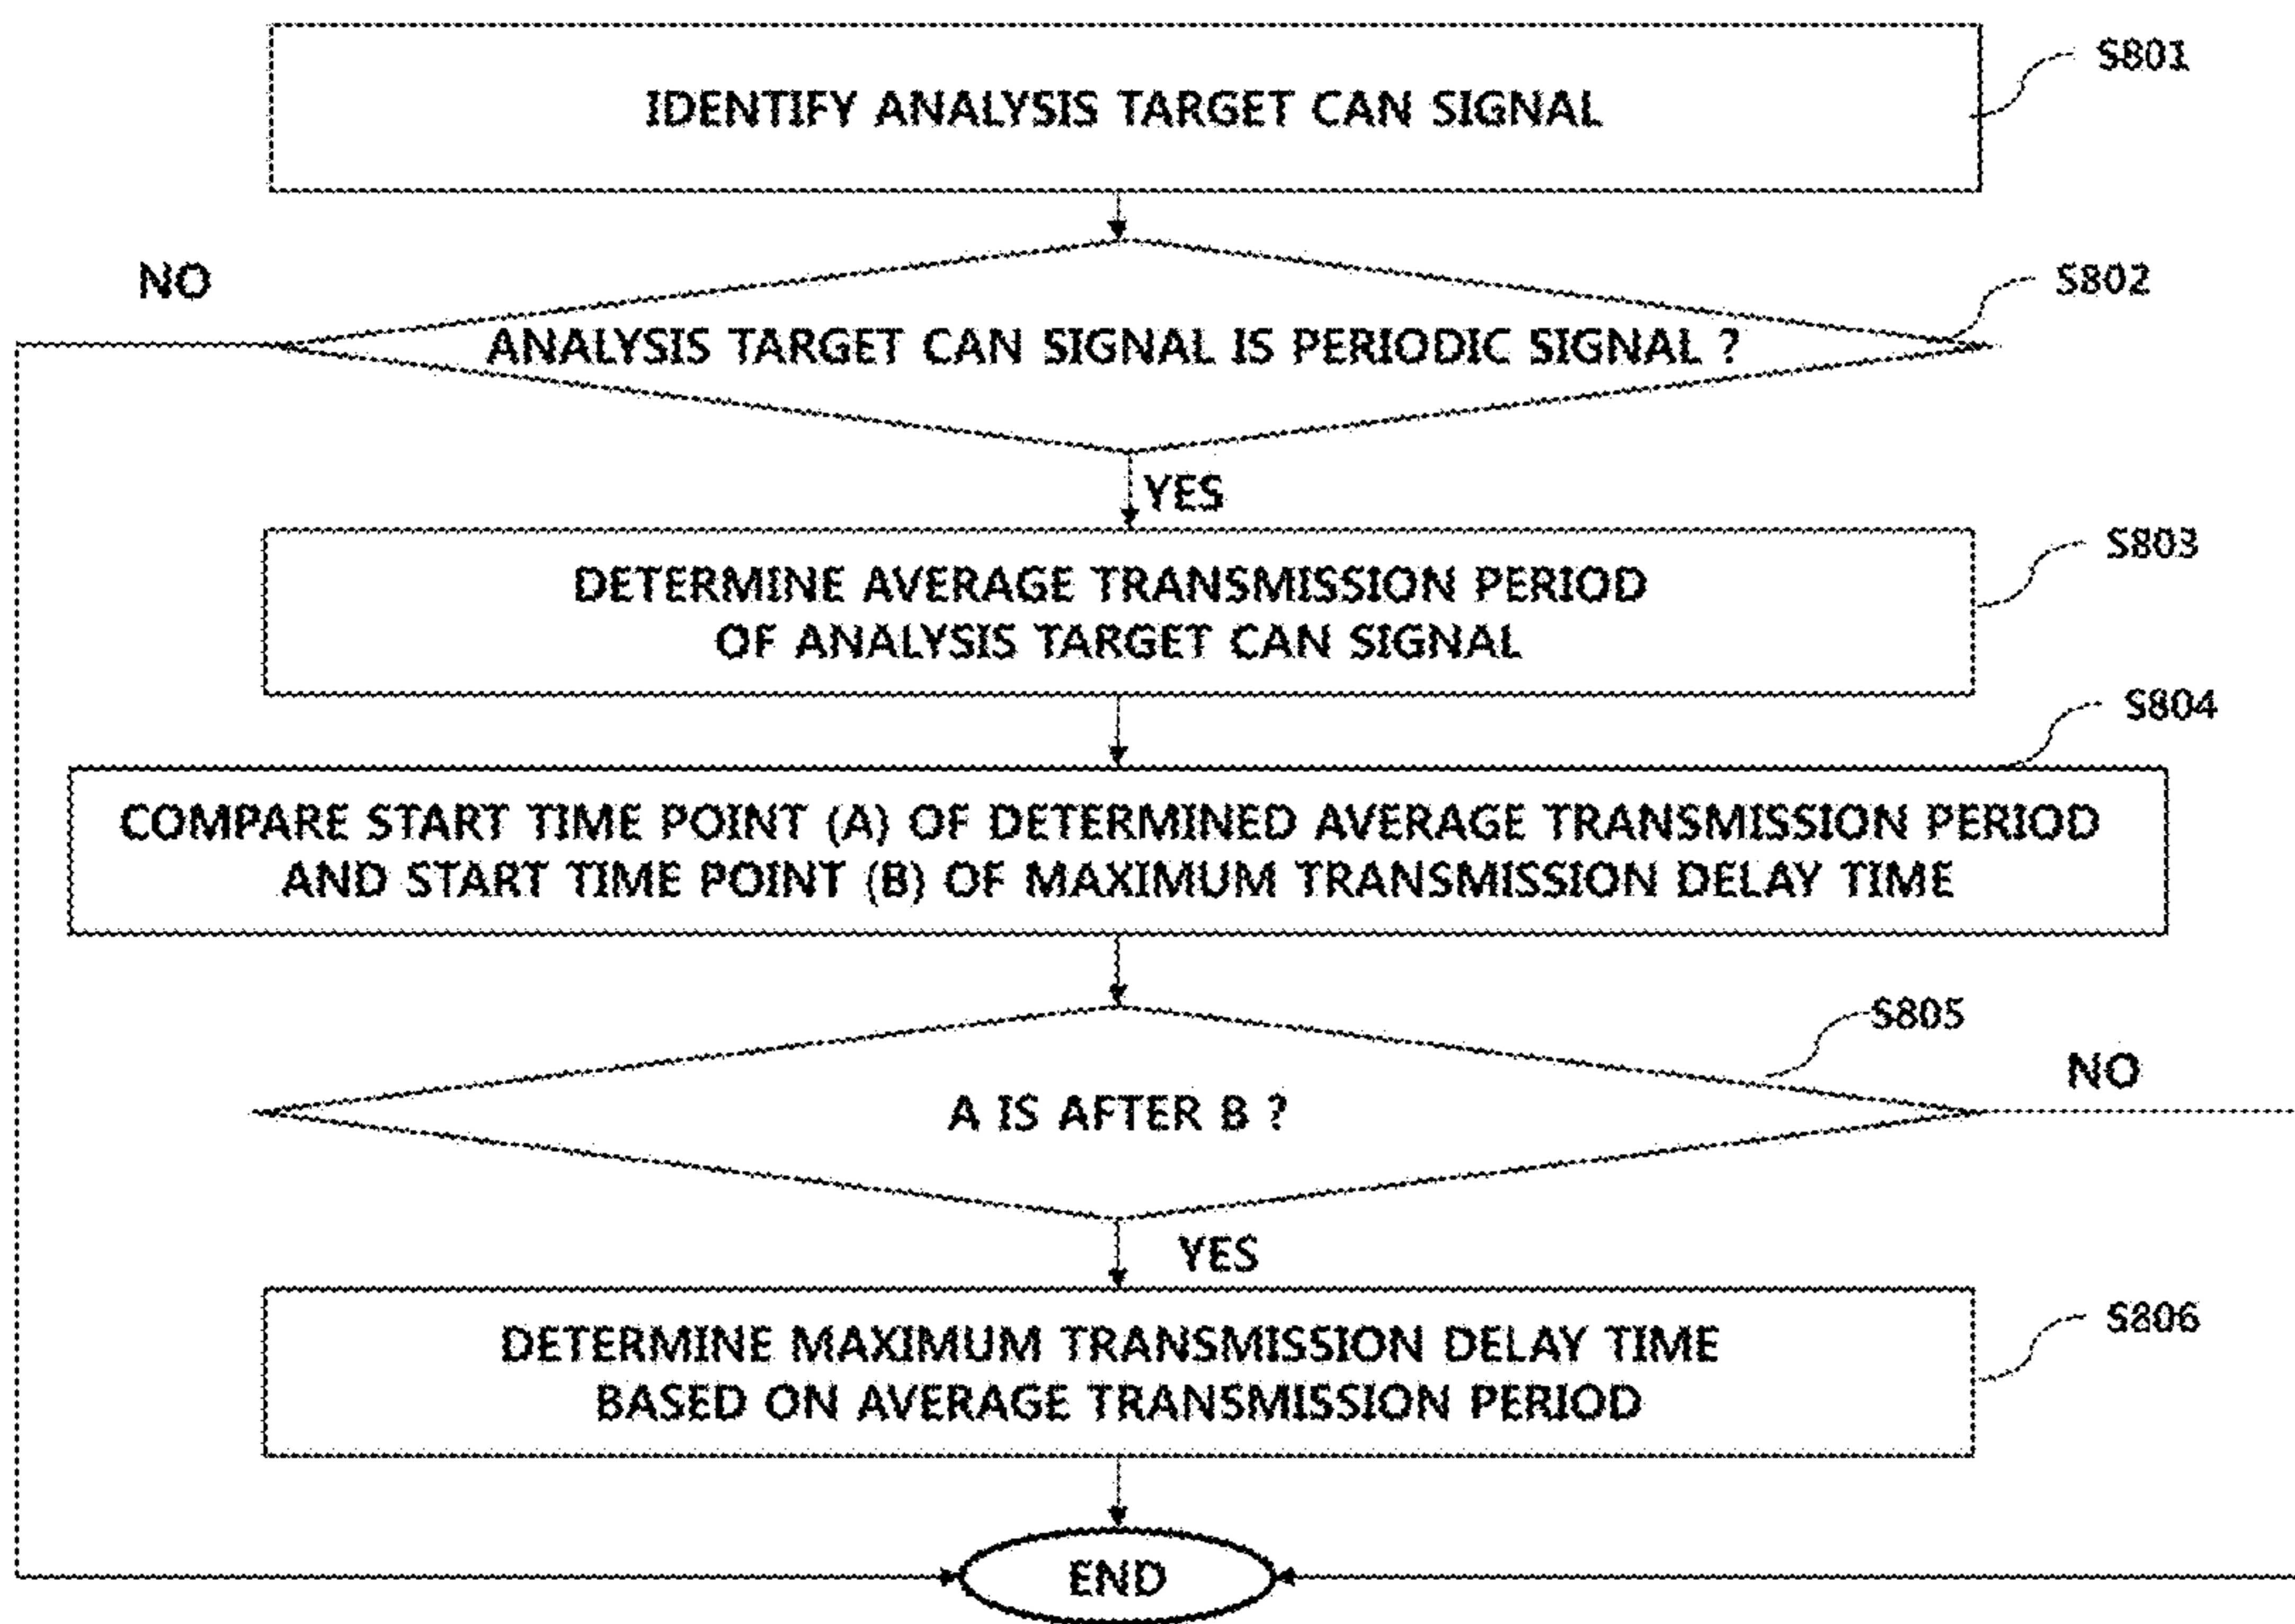 IDENTIFY ANALYSIS TARGET CAN SIGNAL
S801
NO
S802
ANALYSIS TARGET CAN SIGNAL IS PERIODIC SIGNAL ?
YES
DETERMINE AVERAGE TRANSMISSION PERIOD
OF ANALYSIS TARGET CAN SIGNAL
S803
S804
COMPARE START TIME POINT (A) OF DETERMINED AVERAGE TRANSMISSION PERIOD
AND START TIME POINT (B) OF MAXIMUM TRANSMISSION DELAY TIME
S805
NO
A IS AFTER B ?
YES
DETERMINE MAXIMUM TRANSMISSION DELAY TIME
BASED ON AVERAGE TRANSMISSION PERIOD
S806
END